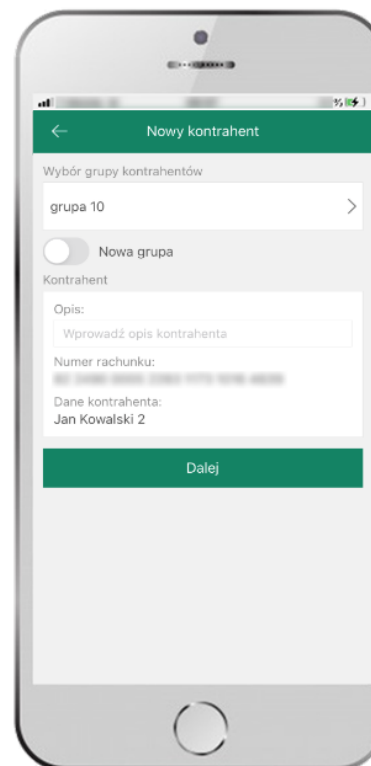 Nowy kontrahent
Wybór grupy kontrahentów
grupa 10
Nowa grupa
Kontrahent
Opis:
Wprowadź opis kontrahenta
Numer rachunku:
Dane kontrahenta:
Jan Kowalski 2
Dalej